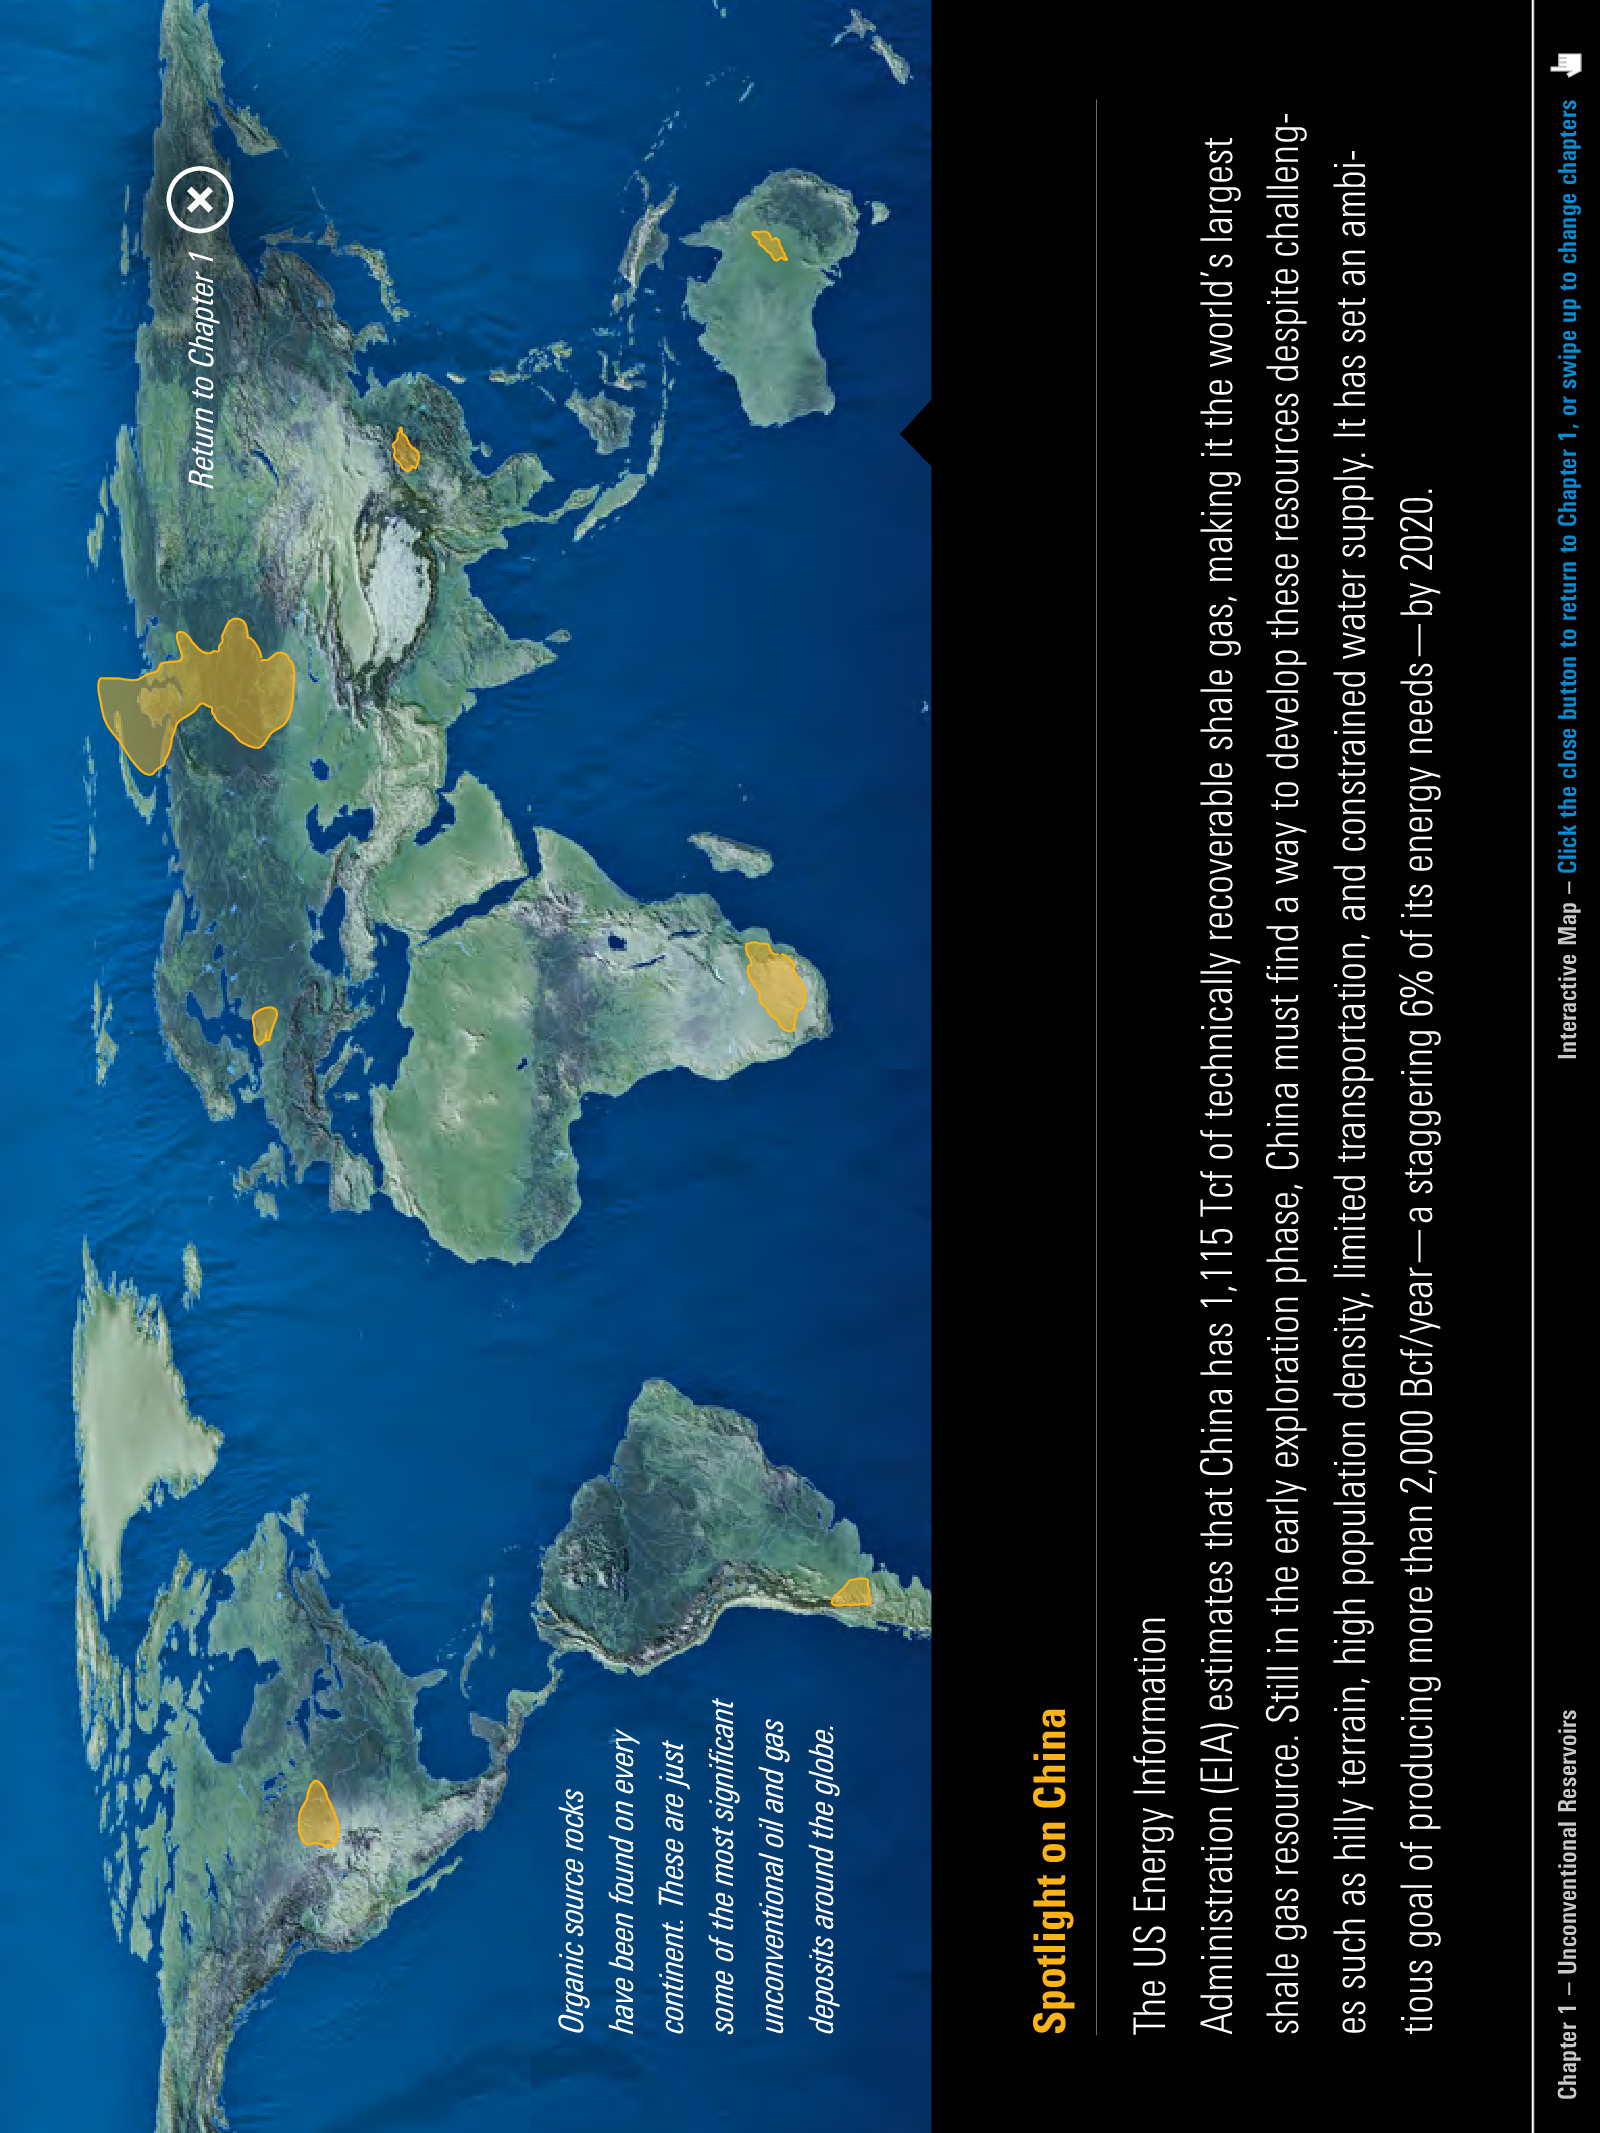 Return to Chapter 1
Organic source rocks
have been found on every
continent. These are just
some of the most significant
unconventional oil and gas
deposits around the globe.
Spotlight on China
The US Energy Information
Administration (EIA) estimates that China has 1,115 Tcf of technically recoverable shale gas, making it the world's largest
shale gas resource. Still in the early exploration phase, China must find a way to develop these resources despite challeng-
es such as hilly terrain, high population density, limited transportation, and constrained water supply. It has set an ambi-
tious goal of producing more than 2,000 Bcf/year—a staggering 6% of its energy needs—by 2020.
Chapter 1 – Unconventional Reservoirs
Interactive Map – Click the close button to return to Chapter 1, or swipe up to change chapters